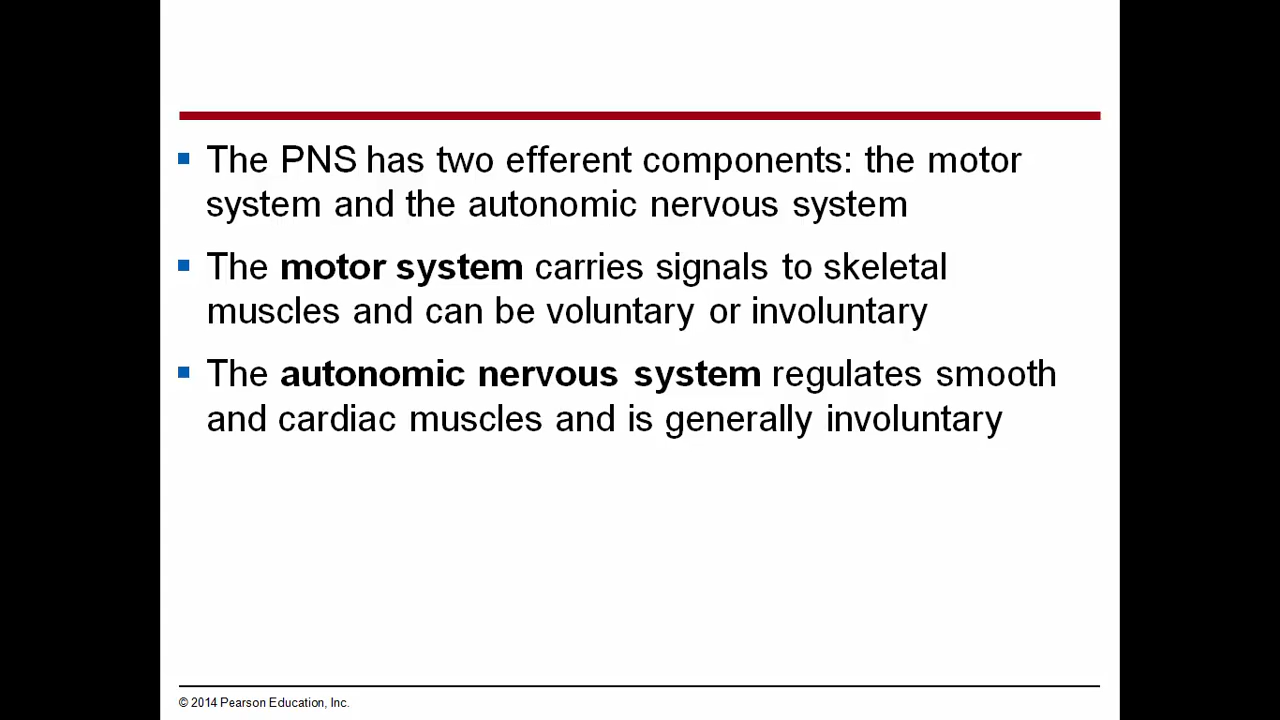 The PNS has two efferent components: the motor
system and the autonomic nervous system
The motor system carries signals to skeletal
muscles and can be voluntary or involuntary
The autonomic nervous system regulates smooth
and cardiac muscles and is generally involuntary
© 2014 Pearson Education, Inc.